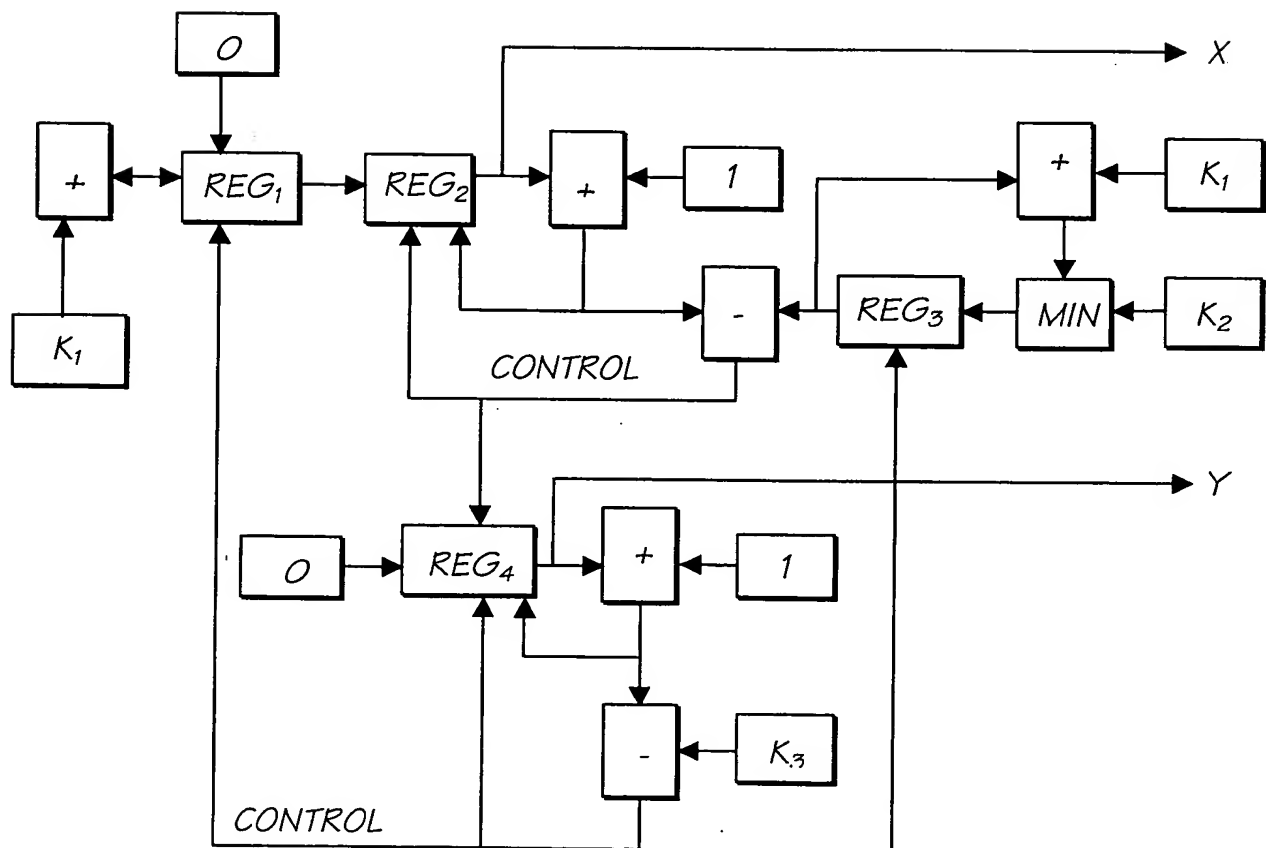 0
X
+
REG₁
REG₂
+
1
+
K₁
K₁
-
REG₃
MIN
K₂
CONTROL
Y
0
REG₄
+
1
-
K₃
CONTROL